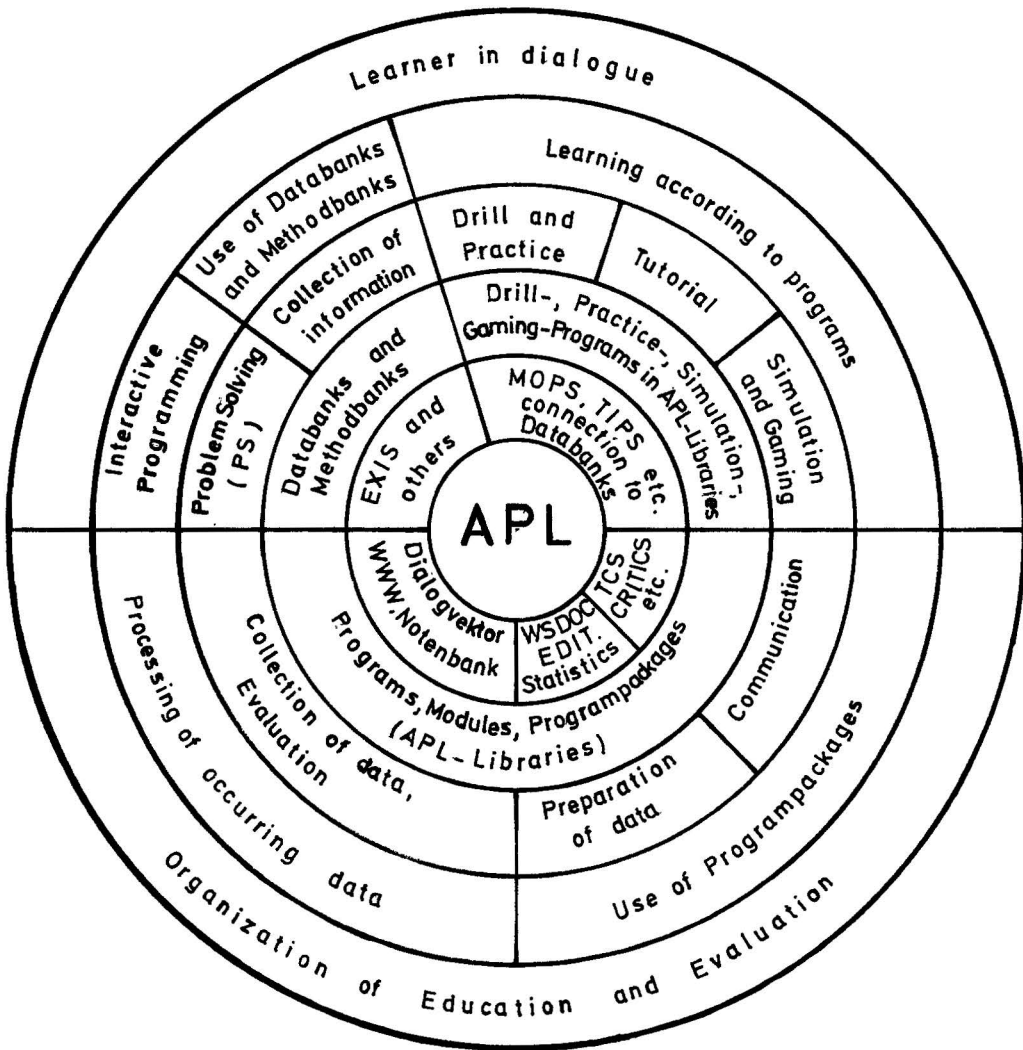 Learner in dialogue
Use of Databanks
and Methodbanks
Learning according to programs
Interactive
Programming
Problem Solving
(PS)
Collection of
information
Drill and
Practice
Tutorial
Simulation
and Gaming
Databanks and
Methodbanks
Drill-, Practice-, Simulation-,
Gaming-Programs in APL-Libraries
EXIS and
others
MOPS, TIPS etc.
connection to
Databanks
APL
Dialogvektor
WWW.Notenbank
WSDOC
EDIT.
Statistics
TCS
CRITICS
etc.
Programs, Modules, Programpackages
(APL-Libraries)
Collection of data,
Evaluation
Preparation
of data
Communication
Processing of occurring data
Use of Programpackages
Organization of Education and Evaluation